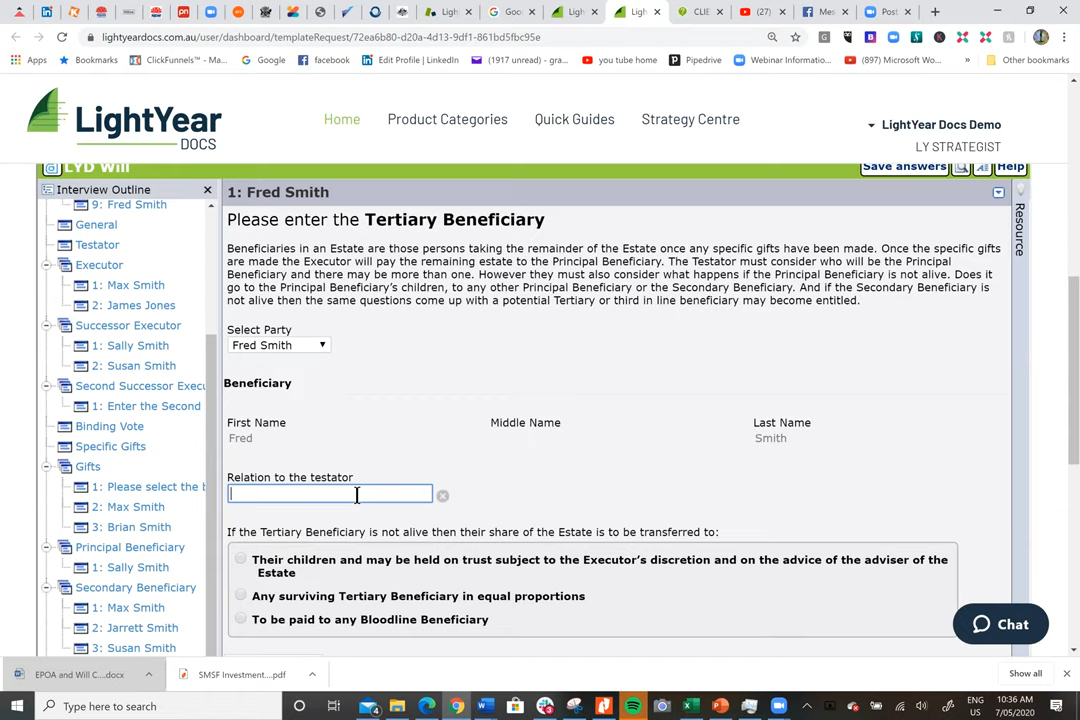 Ligh
Goo
Ligh
Ligh
CLIE
(27)
Mes
Post
lightyeardocs.com.au/user/dashboard/templateRequest/72ea6b80-d20a-4d13-9df1-861bd5fbc95e
Apps
Bookmarks
ClickFunnels – Ma...
Google
facebook
Edit Profile | LinkedIn
(1917 unread) - gra...
you tube home
Pipedrive
Webinar Informatio...
(897) Microsoft Wo...
»
Other bookmarks
LightYear
DOCS
Home
Product Categories
Quick Guides
Strategy Centre
LightYear Docs Demo
LY STRATEGIST
LYD Will
Save answers
Help
Interview Outline
9: Fred Smith
General
Testator
Executor
1: Max Smith
2: James Jones
Successor Executor
1: Sally Smith
2: Susan Smith
Second Successor Execu
1: Enter the Second
Binding Vote
Specific Gifts
Gifts
1: Please select the b
2: Max Smith
3: Brian Smith
Principal Beneficiary
1: Sally Smith
Secondary Beneficiary
1: Max Smith
2: Jarrett Smith
3: Susan Smith
1: Fred Smith
Please enter the Tertiary Beneficiary
Beneficiaries in an Estate are those persons taking the remainder of the Estate once any specific gifts have been made. Once the specific gifts
are made the Executor will pay the remaining estate to the Principal Beneficiary. The Testator must consider who will be the Principal
Beneficiary and there may be more than one. However they must also consider what happens if the Principal Beneficiary is not alive. Does it
go to the Principal Beneficiary's children, to any other Principal Beneficiary or the Secondary Beneficiary. And if the Secondary Beneficiary is
not alive then the same questions come up with a potential Tertiary or third in line beneficiary may become entitled.
Select Party
Fred Smith
Beneficiary
First Name
Middle Name
Last Name
Fred
Smith
Relation to the testator
If the Tertiary Beneficiary is not alive then their share of the Estate is to be transferred to:
Their children and may be held on trust subject to the Executor's discretion and on the advice of the adviser of the
Estate
Any surviving Tertiary Beneficiary in equal proportions
To be paid to any Bloodline Beneficiary
Resource
Chat
EPOA and Will C....docx
SMSF Investment....pdf
Show all
Type here to search
ENG
US
10:36 AM
7/05/2020